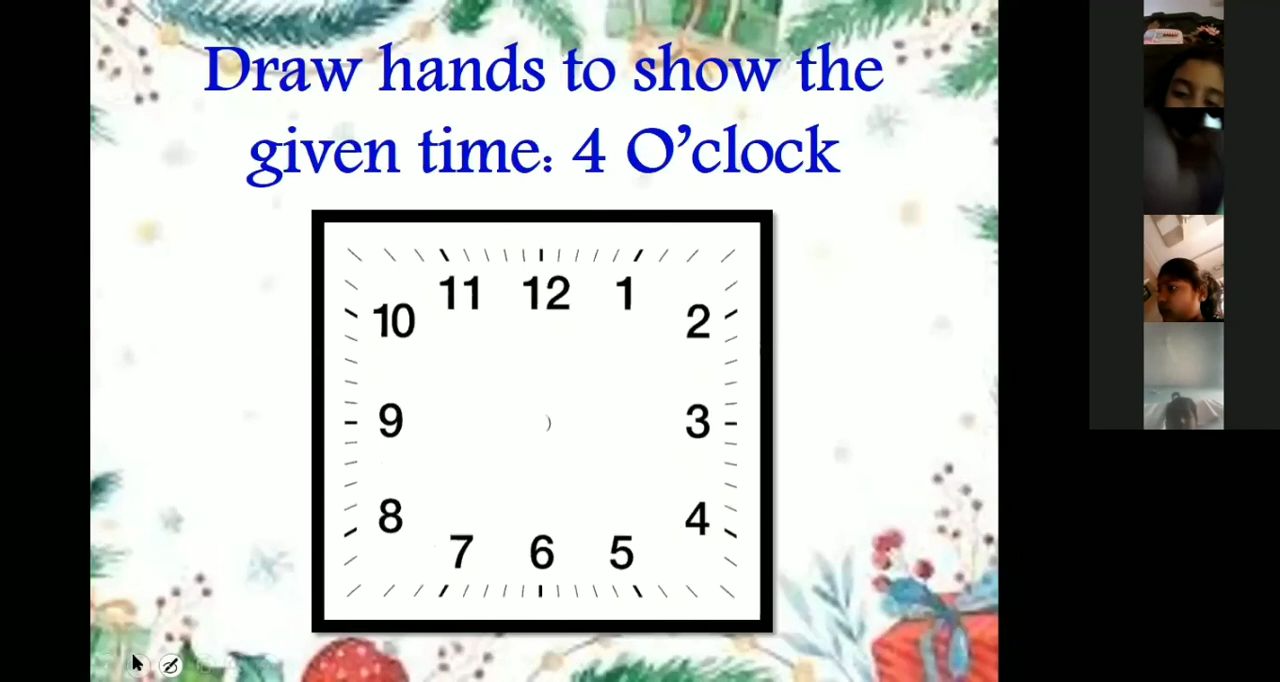 Draw hands to show the
given time: 4 O’clock
11 12 1
10 2
9 3
8 4
7 6 5